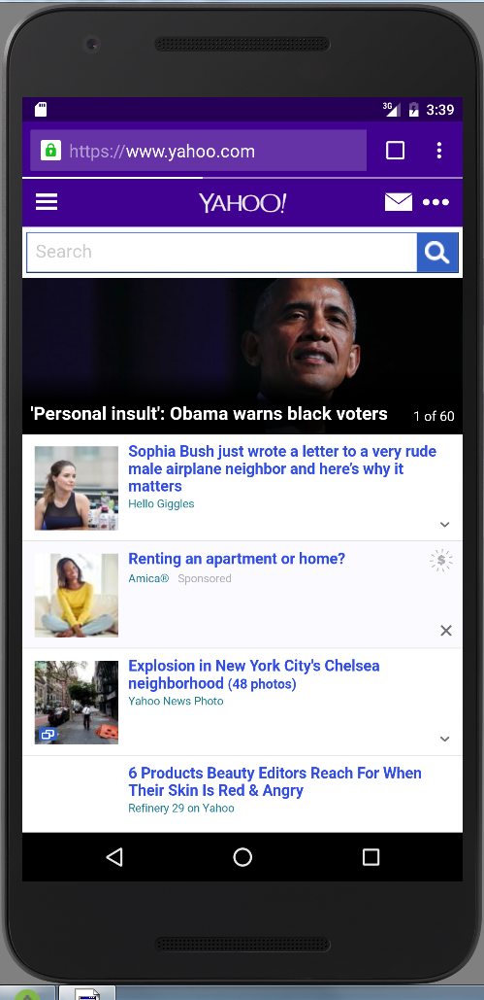 3G 3:39
https://www.yahoo.com
YAHOO!
Search
'Personal insult': Obama warns black voters 1 of 60
Sophia Bush just wrote a letter to a very rude
male airplane neighbor and here's why it
matters
Hello Giggles
Renting an apartment or home?
Amica® Sponsored
Explosion in New York City's Chelsea
neighborhood (48 photos)
Yahoo News Photo
6 Products Beauty Editors Reach For When
Their Skin Is Red & Angry
Refinery 29 on Yahoo